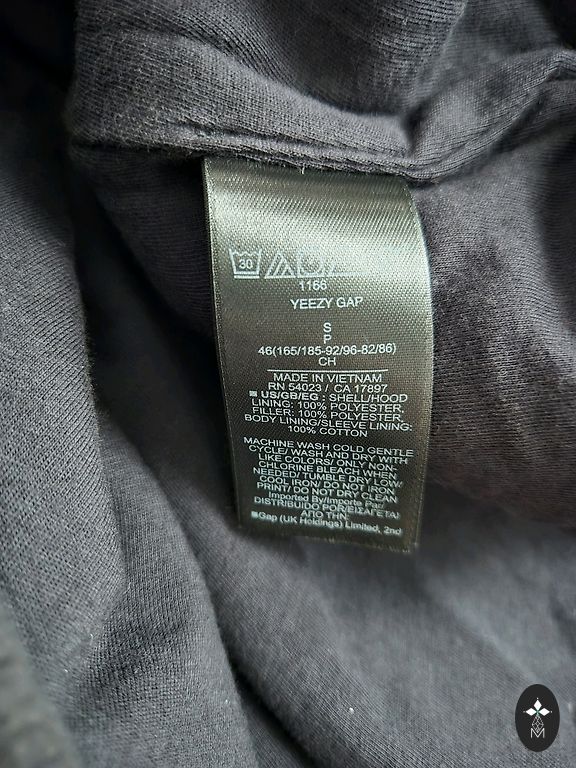 30
1166
YEEZY GAP
S
P
46(165/185-92/96-82/86)
CH
MADE IN VIETNAM
RN 54023 / CA 17897
■ US/GB/EG : SHELL/HOOD
LINING: 100% POLYESTER,
FILLER: 100% POLYESTER,
BODY LINING/SLEEVE LINING:
100% COTTON
MACHINE WASH COLD GENTLE
CYCLE/ WASH AND DRY WITH
LIKE COLORS/ ONLY NON-
CHLORINE BLEACH WHEN
NEEDED/ TUMBLE DRY LOW/
COOL IRON/ DO NOT IRON
PRINT/ DO NOT DRY CLEAN
Imported By/Importe Par/
DISTRIBUIDO POR/ΕΙΣΑΓΕΤΑΙ
ΑΠΟ ΤΗΝ:
■Gap (UK Holdings) Limited, 2nd
M